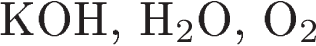 KOH, H₂O, O₂